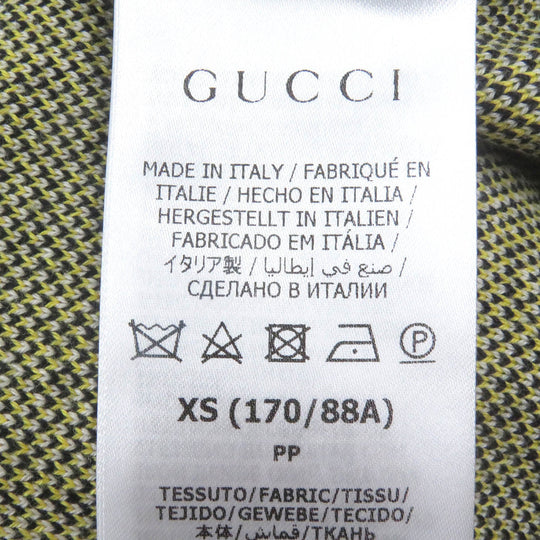 GUCCI
MADE IN ITALY / FABRIQUÉ EN
ITALIE / HECHO EN ITALIA /
HERGESTELLT IN ITALIEN /
FABRICADO EM ITÁLIA /
イタリア製 / صنع في إيطاليا /
СДЕЛАНО В ИТАЛИИ
P
XS (170/88A)
PP
TESSUTO/FABRIC/TISSU/
TEJIDO/GEWEBE/TECIDO/
本体/قماش/ТКАНЬ